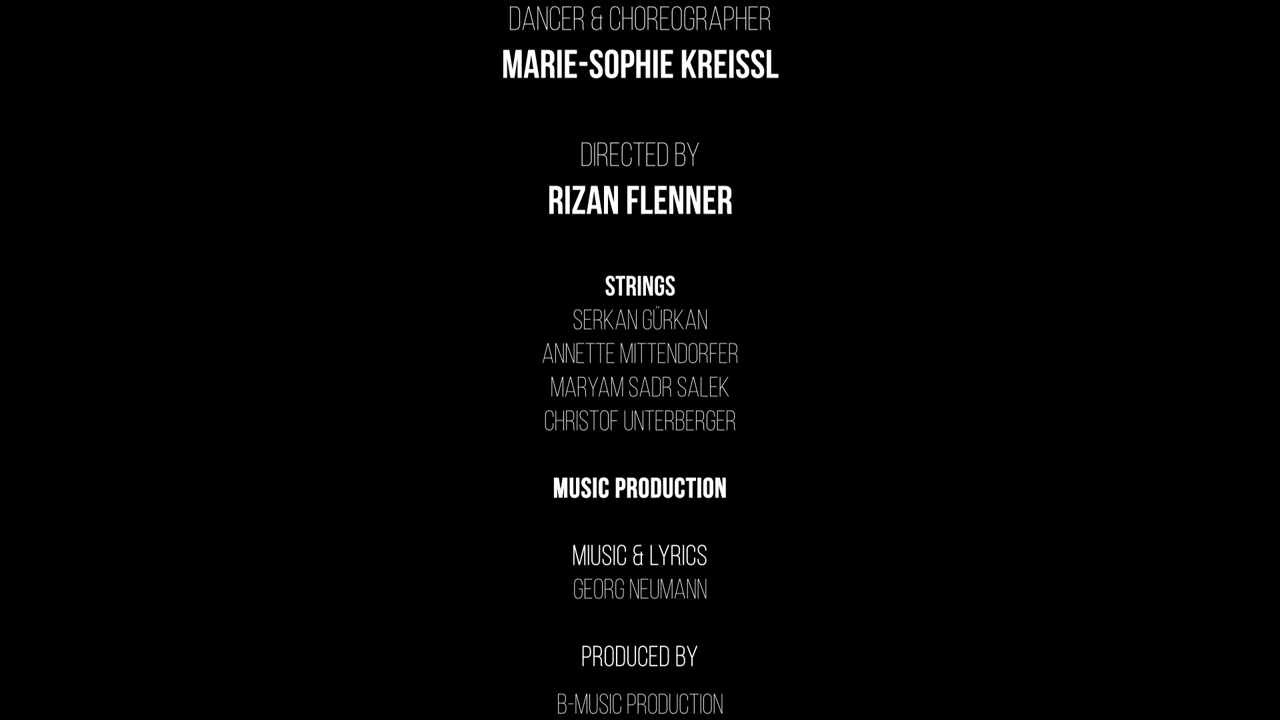 DANCER & CHOREOGRAPHER
MARIE-SOPHIE KREISSL
DIRECTED BY
RIZAN FLENNER
STRINGS
SERKAN GÜRKAN
ANNETTE MITTENDORFER
MARYAM SADR SALEK
CHRISTOF UNTERBERGER
MUSIC PRODUCTION
MIUSIC & LYRICS
GEORG NEUMANN
PRODUCED BY
B-MUSIC PRODUCTION